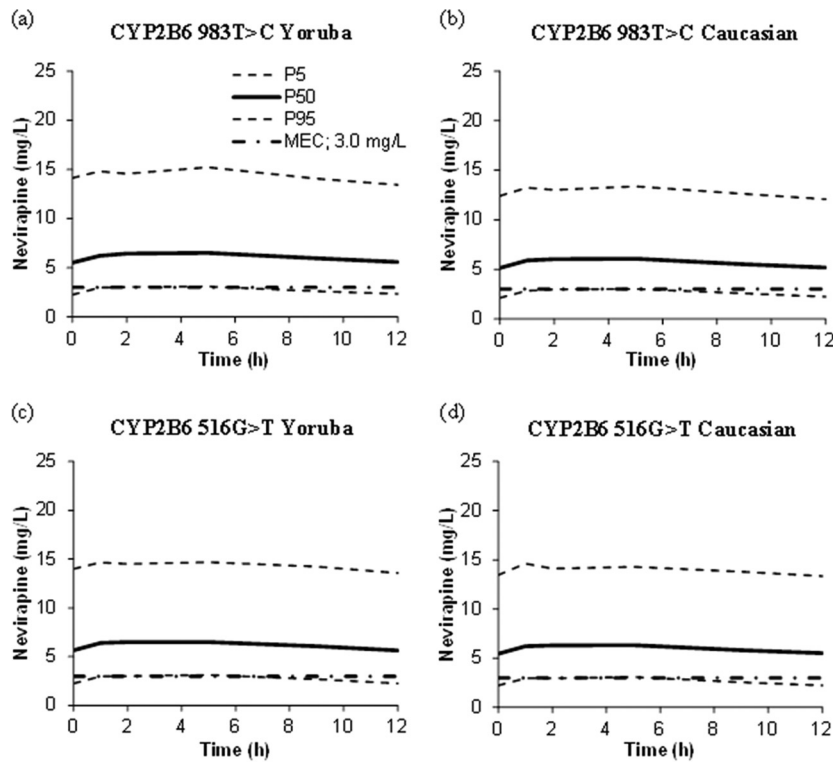 (a)
CYP2B6 983T>C Yoruba
25
20
15
10
5
0
Nevirapine (mg/L)
P5
P50
P95
MEC; 3.0 mg/L
0 2 4 6 8 10 12
Time (h)
(b)
CYP2B6 983T>C Caucasian
25
20
15
10
5
0
Nevirapine (mg/L)
0 2 4 6 8 10 12
Time (h)
(c)
CYP2B6 516G>T Yoruba
25
20
15
10
5
0
Nevirapine (mg/L)
0 2 4 6 8 10 12
Time (h)
(d)
CYP2B6 516G>T Caucasian
25
20
15
10
5
0
Nevirapine (mg/L)
0 2 4 6 8 10 12
Time (h)